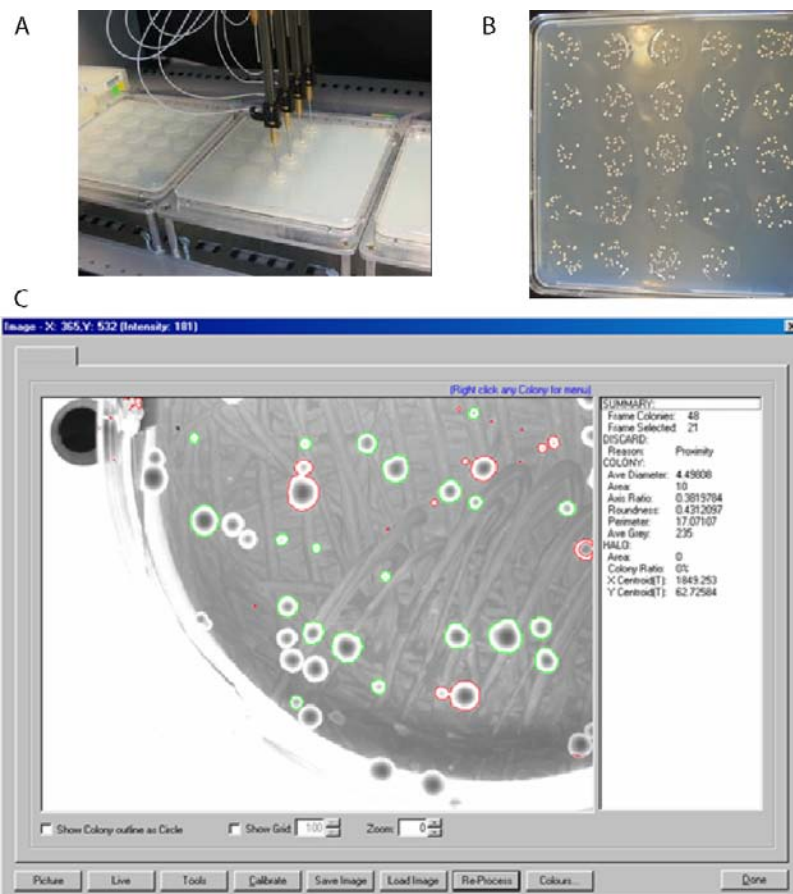 A
B
C
Image - X: 365,Y: 532 (Intensity: 181)
(Right click any Colony for menu)
SUMMARY:
Frame Colonies: 48
Frame Selected: 21
DISCARD:
Reason: Proximity
COLONY:
Ave Diameter: 4.49808
Area: 10
Axis Ratio: 0.3819784
Roundness: 0.4312097
Perimeter: 17.07107
Ave Grey: 235
HALO:
Area: 0
Colony Ratio: 0%
X Centroid(T): 1849.253
Y Centroid(T): 62.72584
Show Colony outline as Circle Show Grid: 100 Zoom: 0
Picture Live Tools Calibrate Save Image Load Image Re-Process Colours... Done